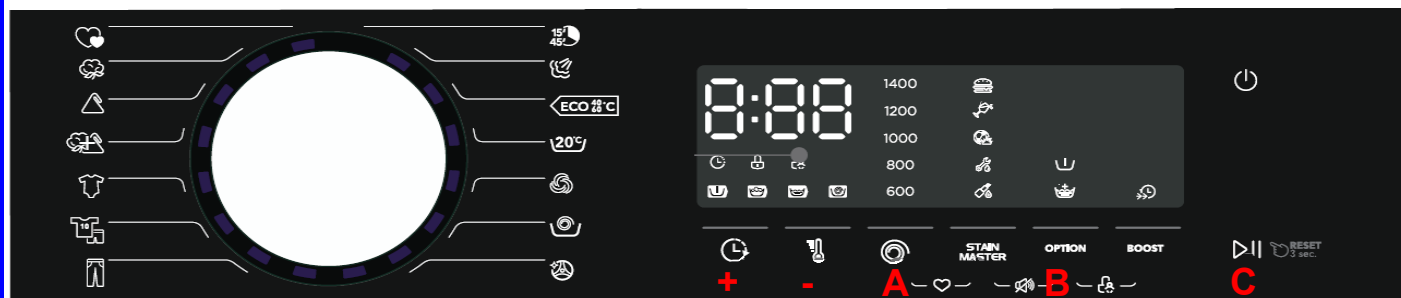 15'
45'
ECO 40°C
60
20°C
10
8:88
1400
1200
1000
800
600
STAIN
MASTER
OPTION
BOOST
RESET
3 sec.
+
-
A
B
C